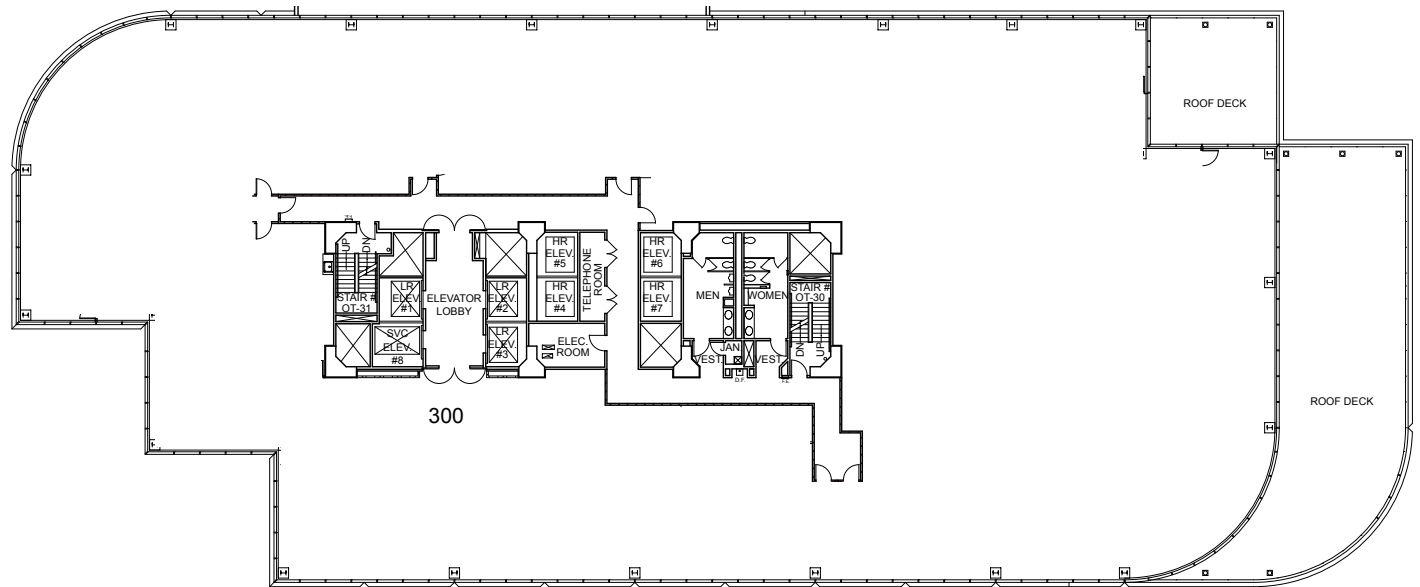 ROOF DECK
UP
DN
STAIR #
OT-31
LR
ELEV.
#1
SVC
ELEV.
#8
ELEVATOR
LOBBY
LR
ELEV.
#2
LR
ELEV.
#3
HR
ELEV.
#5
HR
ELEV.
#4
TELEPHONE
ROOM
ELEC.
ROOM
HR
ELEV.
#6
HR
ELEV.
#7
MEN
WOMEN
JAN
VEST.
VEST.
D.F.
STAIR #
OT-30
DN
UP
300
ROOF DECK